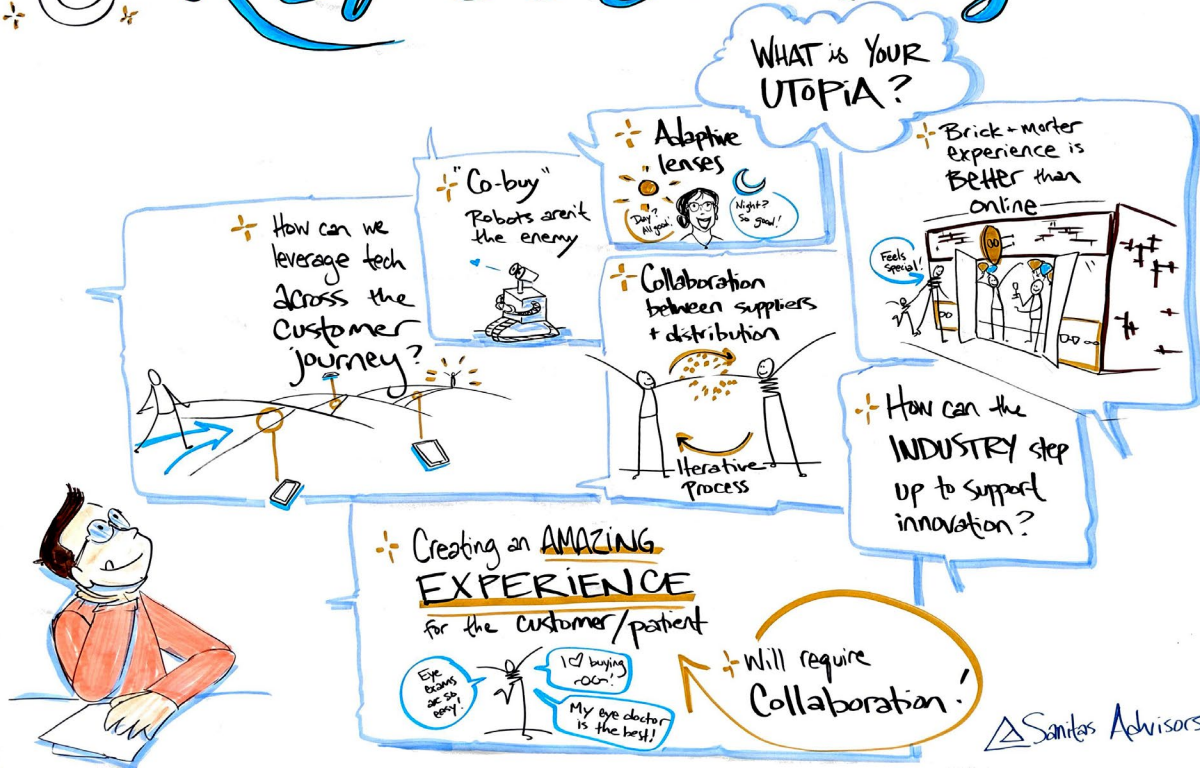 WHAT is YOUR
UTOPiA?
Adaptive
lenses
Day?
All good!
Night?
So good!
"Co-buy"
Robots aren't
the enemy
How can we
leverage tech
across the
customer
journey?
Collaboration
between suppliers
+ distribution
Iterative
Process
Brick + morter
experience is
Better than
online
Feels
special!
How can the
INDUSTRY step
up to support
innovation?
Creating an AMAZING
EXPERiENCE
for the customer/patient
Eye
exams
are so
easy!
I ♡ buying
!
My eye doctor
is the best!
Will require
Collaboration!
Sanitas Advisors